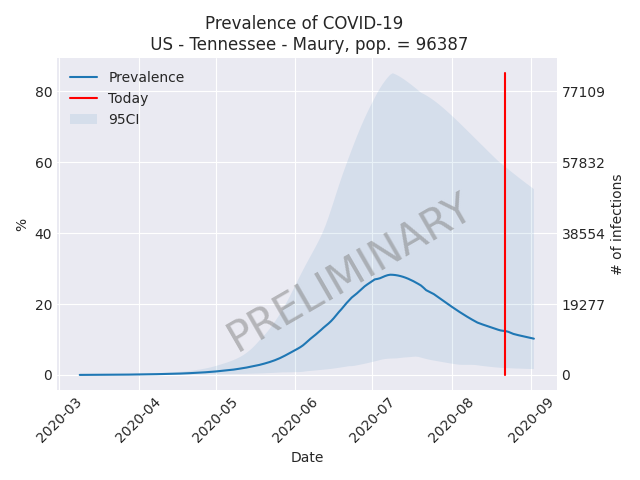 Prevalence of COVID-19
US - Tennessee - Maury, pop. = 96387
Prevalence
Today
95CI
80
60
40
20
0
%
77109
57832
38554
19277
0
# of infections
PRELIMINARY
2020-03
2020-04
2020-05
2020-06
2020-07
2020-08
2020-09
Date